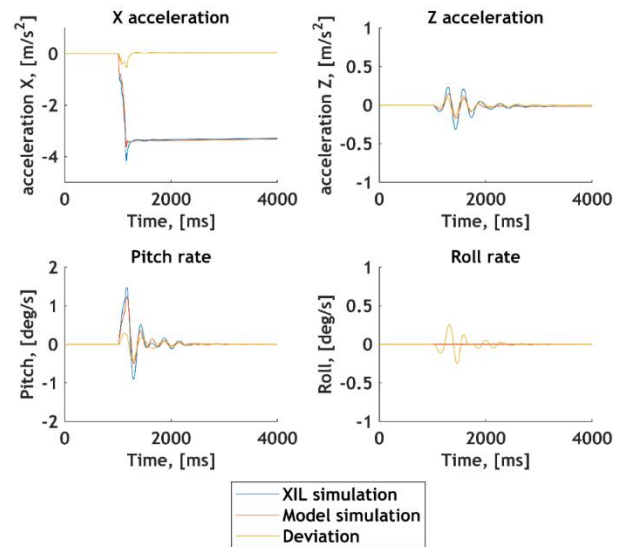 X acceleration
acceleration X, [m/s²]
0
-2
-4
0
2000
4000
Time, [ms]
Z acceleration
acceleration Z, [m/s²]
1
0.5
0
-0.5
-1
0
2000
4000
Time, [ms]
Pitch rate
Pitch, [deg/s]
2
1
0
-1
-2
0
2000
4000
Time, [ms]
Roll rate
Roll, [deg/s]
1
0.5
0
-0.5
-1
0
2000
4000
Time, [ms]
XIL simulation
Model simulation
Deviation